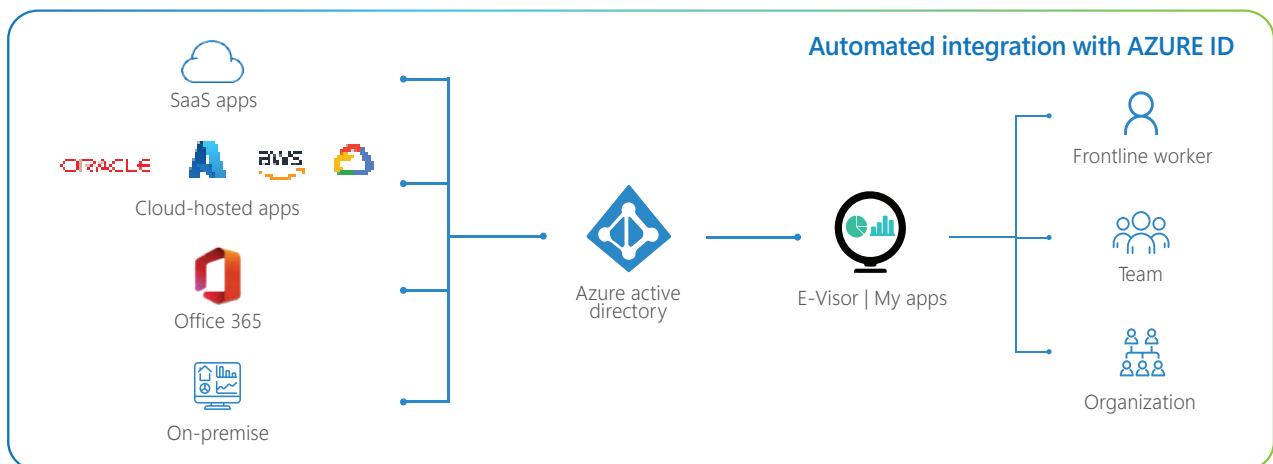 Automated integration with AZURE ID
SaaS apps
ORACLE
aws
Cloud-hosted apps
Office 365
On-premise
Azure active
directory
E-Visor | My apps
Frontline worker
Team
Organization